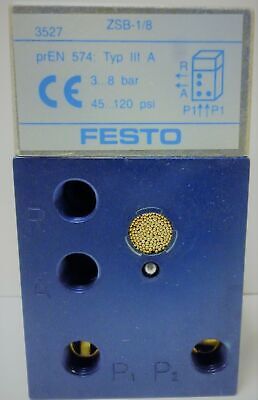 3527 ZSB-1/8
prEN 574; Typ III A
CE 3...8 bar
45...120 psi
R
A
P1 P1
FESTO
R
A
P1 P2